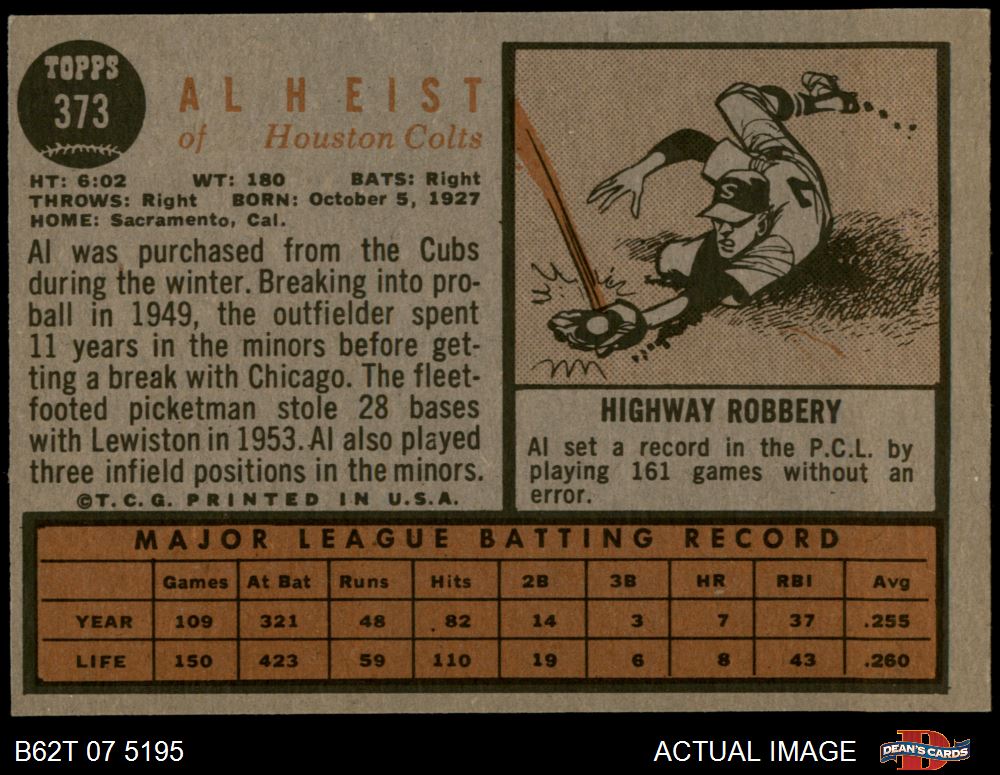 TOPPS
373
AL HEIST
of Houston Colts
HT: 6:02 WT: 180 BATS: Right
THROWS: Right BORN: October 5, 1927
HOME: Sacramento, Cal.
Al was purchased from the Cubs
during the winter. Breaking into pro-
ball in 1949, the outfielder spent
11 years in the minors before get-
ting a break with Chicago. The fleet-
footed picketman stole 28 bases
with Lewiston in 1953. Al also played
three infield positions in the minors.
©T.C.G. PRINTED IN U.S.A.
S
HIGHWAY ROBBERY
Al set a record in the P.C.L. by
playing 161 games without an
error.
MAJOR LEAGUE BATTING RECORD
Games At Bat Runs Hits 2B 3B HR RBI Avg
YEAR 109 321 48 82 14 3 7 37 .255
LIFE 150 423 59 110 19 6 8 43 .260
B62T 07 5195
ACTUAL IMAGE
D
DEAN'S CARDS